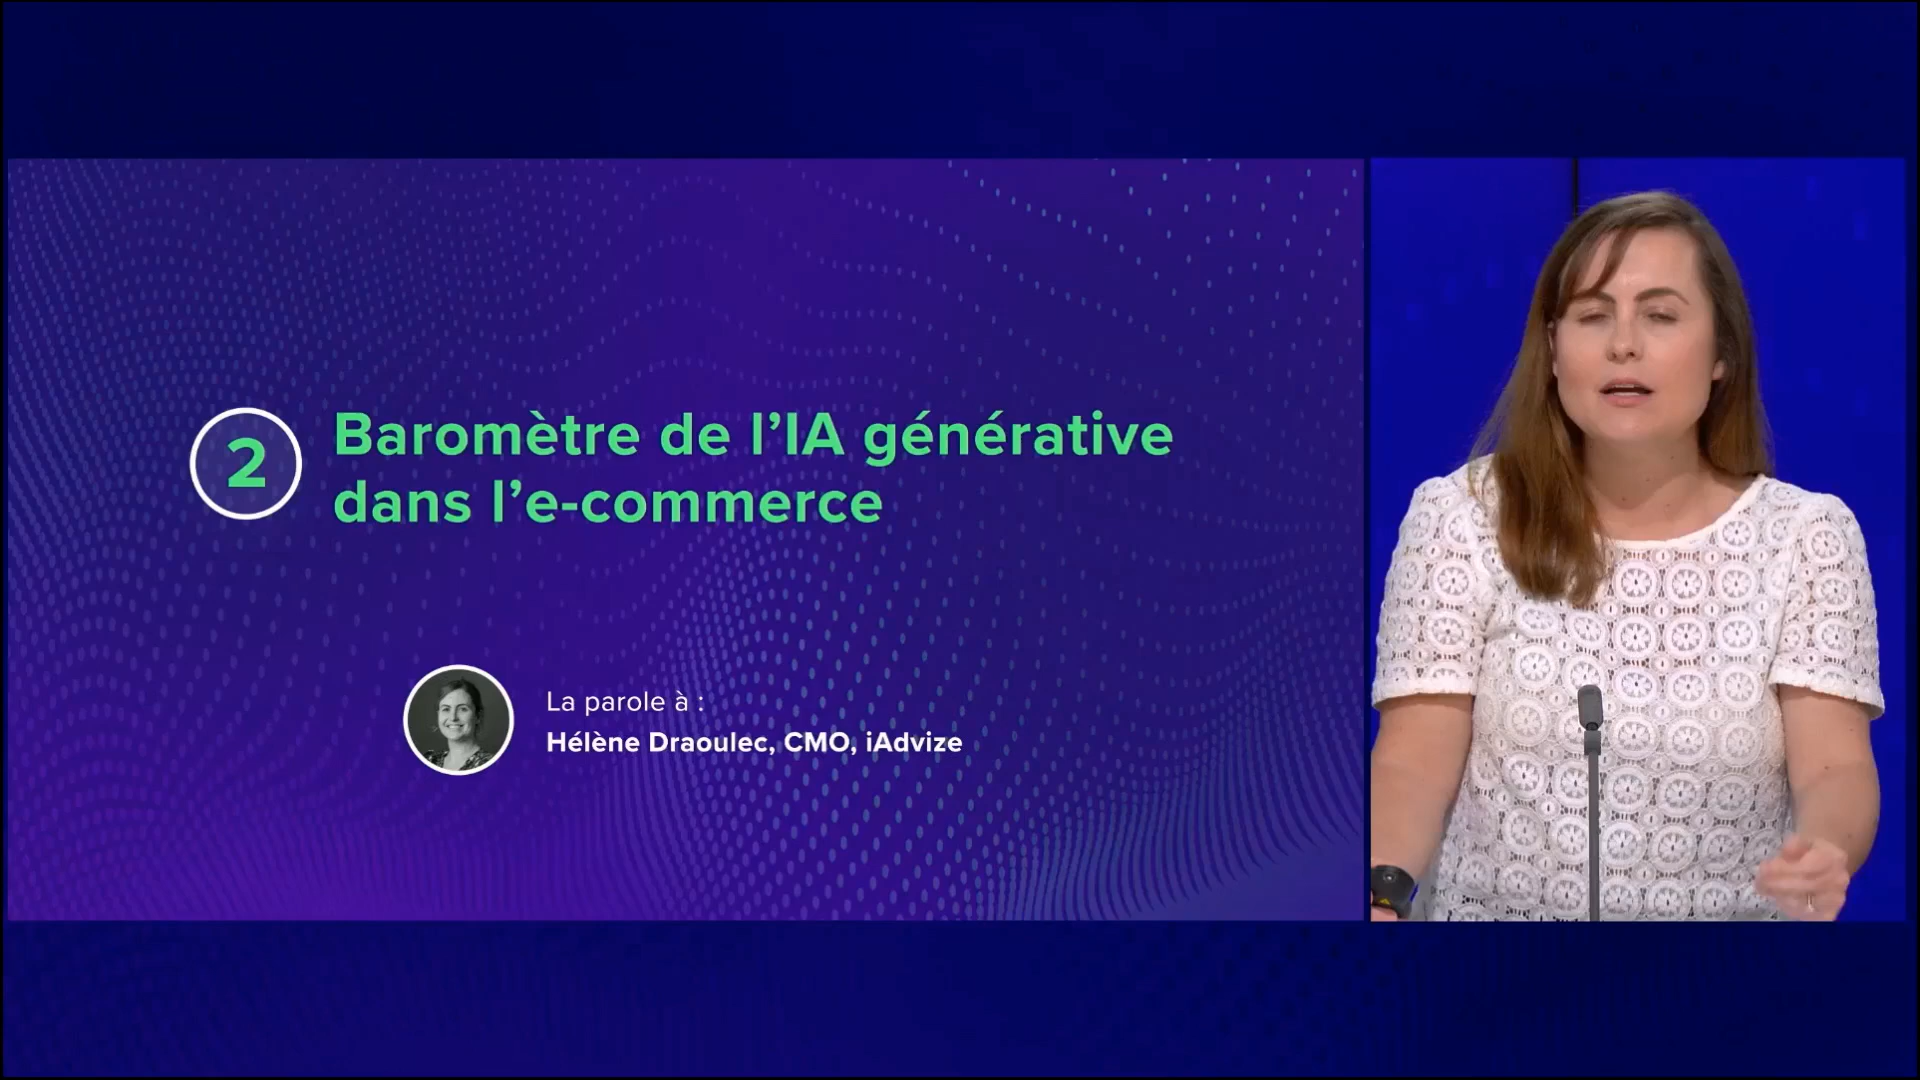 2
Baromètre de l’IA générative
dans l’e-commerce
La parole à :
Hélène Draoulec, CMO, iAdvize